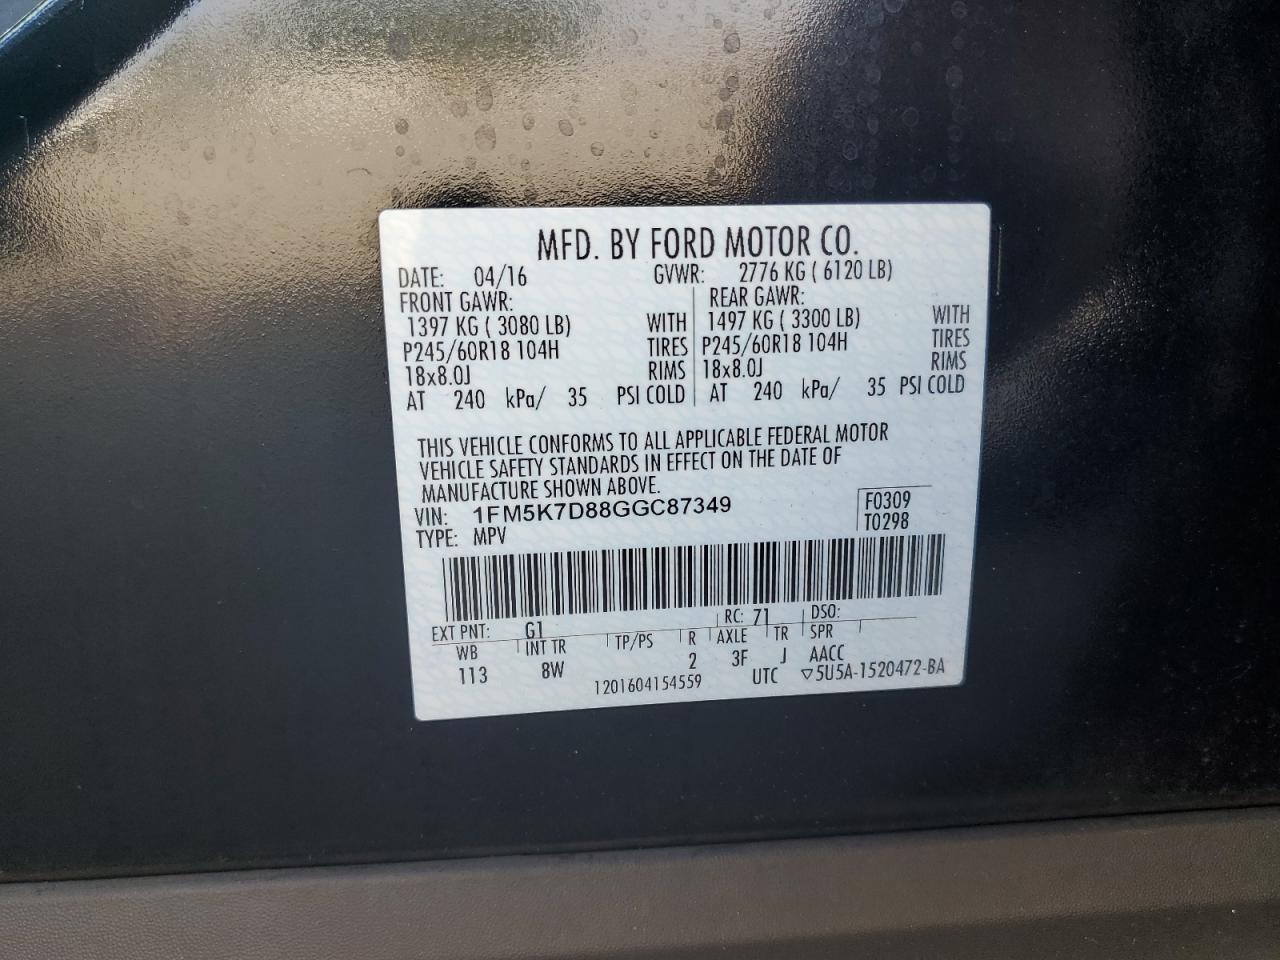 MFD. BY FORD MOTOR CO.
DATE: 04/16 GVWR: 2776 KG ( 6120 LB)
FRONT GAWR: REAR GAWR:
1397 KG ( 3080 LB) WITH 1497 KG ( 3300 LB) WITH
P245/60R18 104H TIRES P245/60R18 104H TIRES
18x8.0J RIMS 18x8.0J RIMS
AT 240 kPa/ 35 PSI COLD AT 240 kPa/ 35 PSI COLD
THIS VEHICLE CONFORMS TO ALL APPLICABLE FEDERAL MOTOR
VEHICLE SAFETY STANDARDS IN EFFECT ON THE DATE OF
MANUFACTURE SHOWN ABOVE.
VIN: 1FM5K7D88GGC87349 F0309
TYPE: MPV T0298
EXT PNT: G1 RC: 71 DSO:
WB INT TR TP/PS R AXLE TR SPR
113 8W 2 3F J AACC
1201604154559 UTC ▽5U5A-1520472-BA